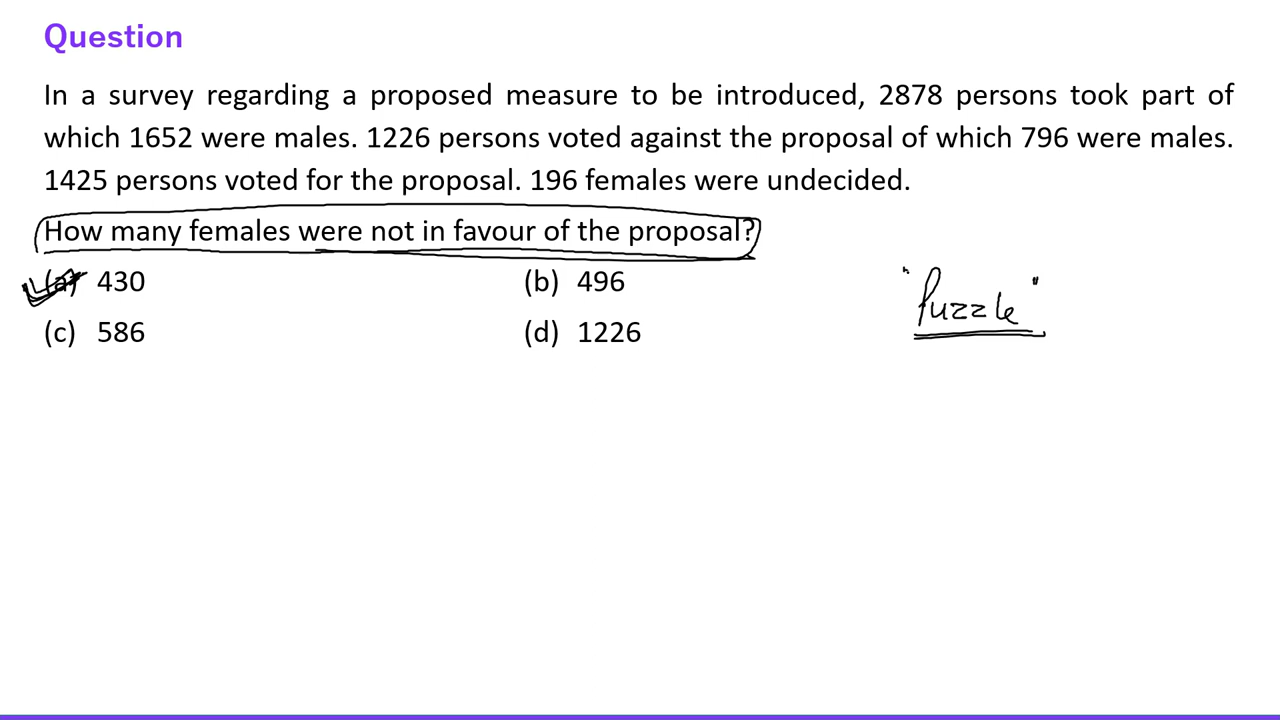 Question
In a survey regarding a proposed measure to be introduced, 2878 persons took part of
which 1652 were males. 1226 persons voted against the proposal of which 796 were males.
1425 persons voted for the proposal. 196 females were undecided.
How many females were not in favour of the proposal?
(a) 430 (b) 496
"Puzzle"
(c) 586 (d) 1226